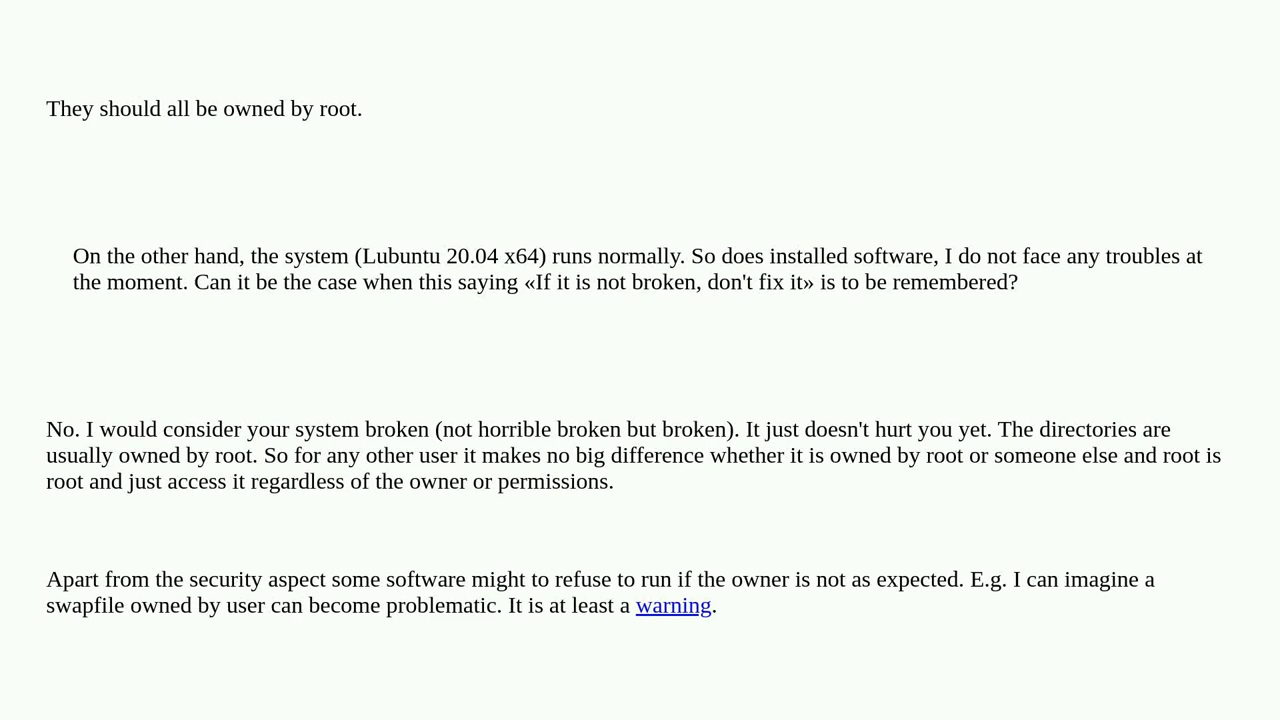 They should all be owned by root.
On the other hand, the system (Lubuntu 20.04 x64) runs normally. So does installed software, I do not face any troubles at
the moment. Can it be the case when this saying «If it is not broken, don't fix it» is to be remembered?
No. I would consider your system broken (not horrible broken but broken). It just doesn't hurt you yet. The directories are
usually owned by root. So for any other user it makes no big difference whether it is owned by root or someone else and root is
root and just access it regardless of the owner or permissions.
Apart from the security aspect some software might to refuse to run if the owner is not as expected. E.g. I can imagine a
swapfile owned by user can become problematic. It is at least a warning.